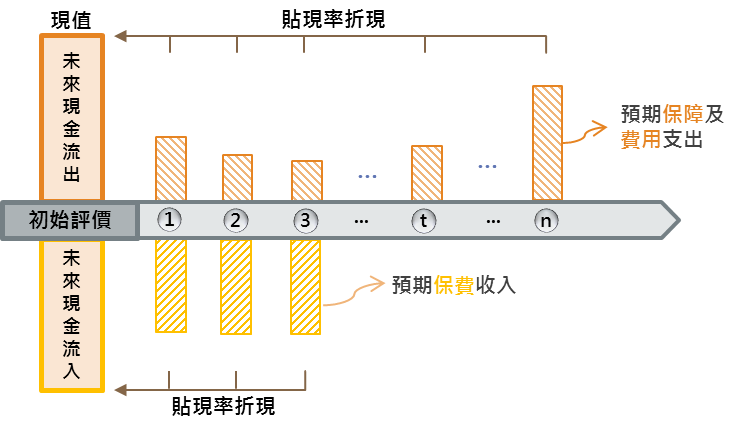 現值
貼現率折現
未來現金流出
預期保障及
費用支出
...
...
初始評價
1
2
3
...
t
...
n
未來現金流入
預期保費收入
貼現率折現